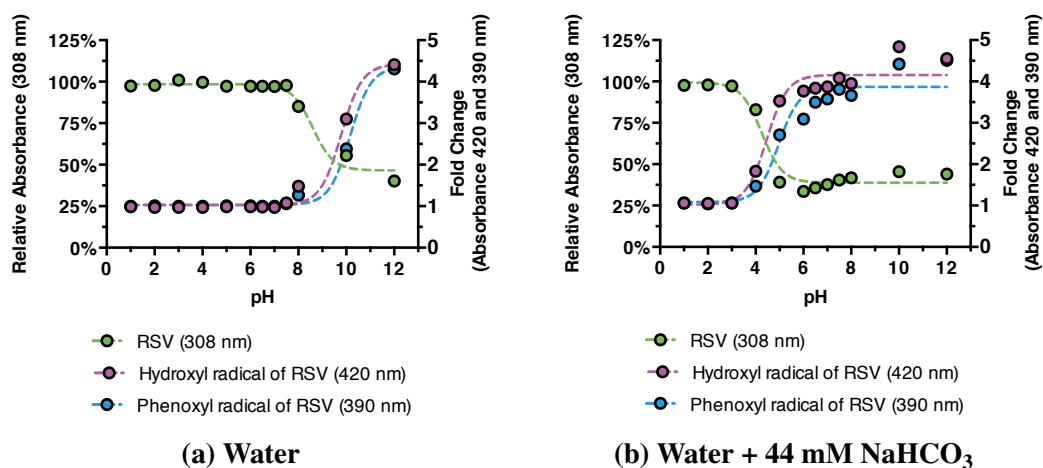 Relative Absorbance (308 nm)
125%
100%
75%
50%
25%
0%
5
4
3
2
1
0
Fold Change
(Absorbance 420 and 390 nm)
0 2 4 6 8 10 12
pH
RSV (308 nm)
Hydroxyl radical of RSV (420 nm)
Phenoxyl radical of RSV (390 nm)
(a) Water
Relative Absorbance (308 nm)
125%
100%
75%
50%
25%
0%
5
4
3
2
1
0
Fold Change
(Absorbance 420 and 390 nm)
0 2 4 6 8 10 12
pH
RSV (308 nm)
Hydroxyl radical of RSV (420 nm)
Phenoxyl radical of RSV (390 nm)
(b) Water + 44 mM NaHCO₃